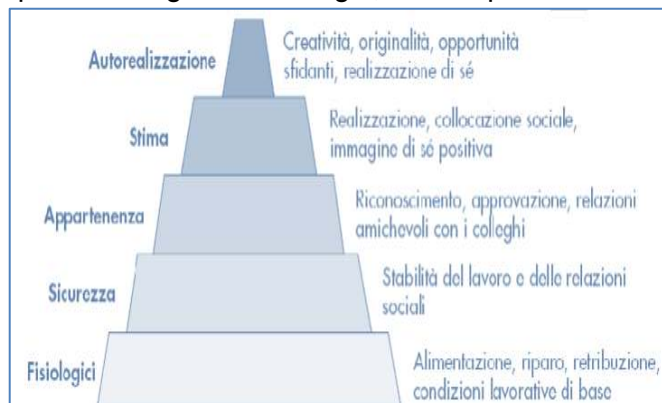 Autorealizzazione
Creatività, originalità, opportunità
sfidanti, realizzazione di sé
Stima
Realizzazione, collocazione sociale,
immagine di sé positiva
Appartenenza
Riconoscimento, approvazione, relazioni
amichevoli con i colleghi
Sicurezza
Stabilità del lavoro e delle relazioni
sociali
Fisiologici
Alimentazione, riparo, retribuzione,
condizioni lavorative di base